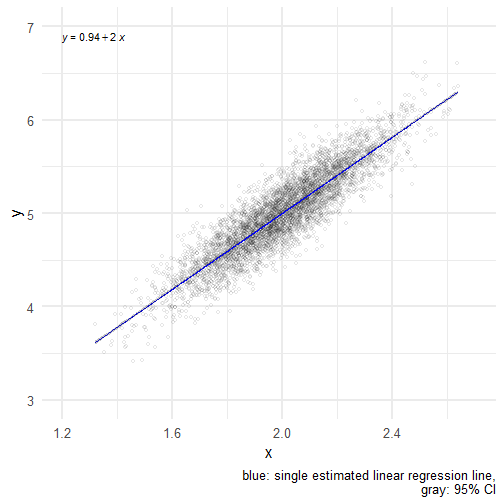 7
y = 0.94+2 x
6
5
y
4
3
1.2 1.6 2.0 2.4
x
blue: single estimated linear regression line,
gray: 95% CI